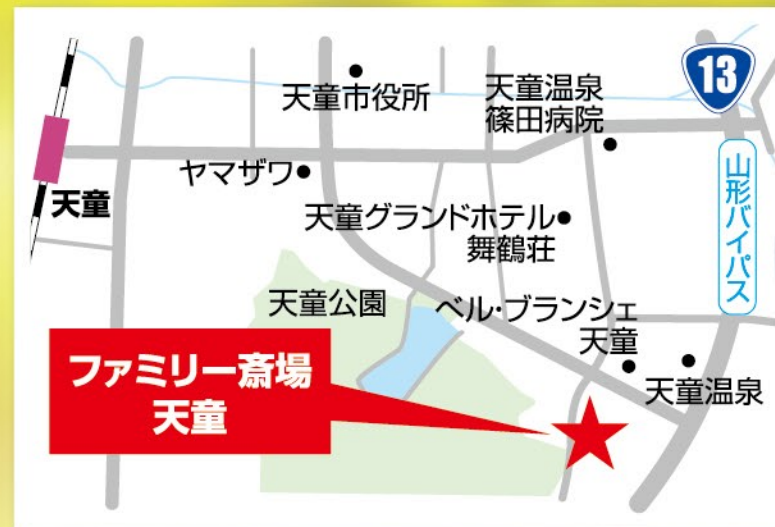 13
天童市役所
天童温泉
篠田病院
ヤマザワ
山形バイパス
天童
天童グランドホテル
舞鶴荘
天童公園
ベル・ブランシェ
天童
ファミリー斎場
天童
天童温泉